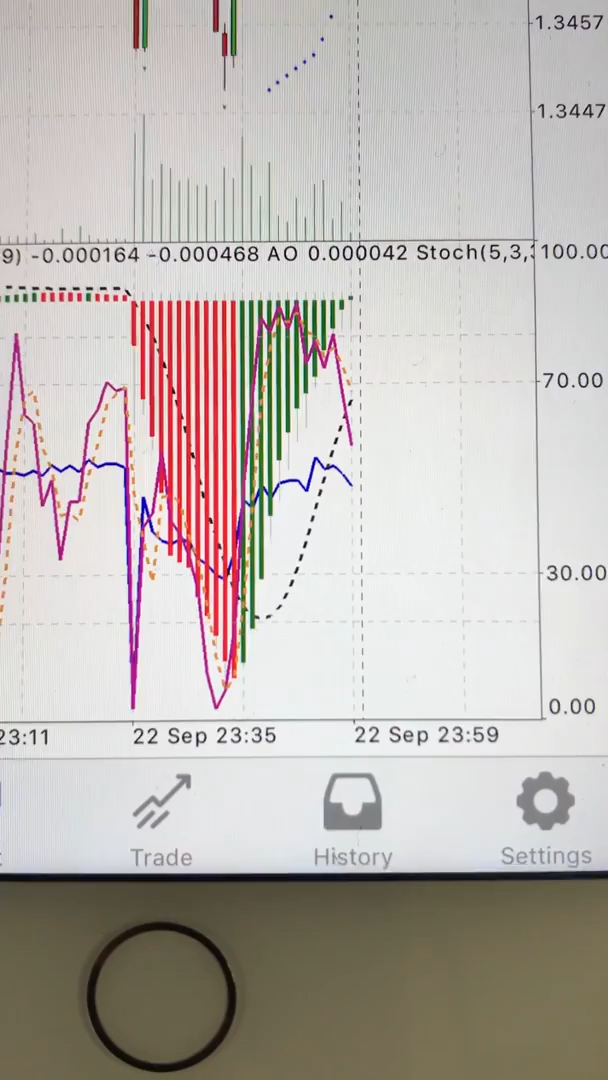 1.3457
1.3447
9) -0.000164 -0.000468 AO 0.000042 Stoch(5,3,
100.00
70.00
30.00
0.00
23:11 22 Sep 23:35 22 Sep 23:59
Trade History Settings